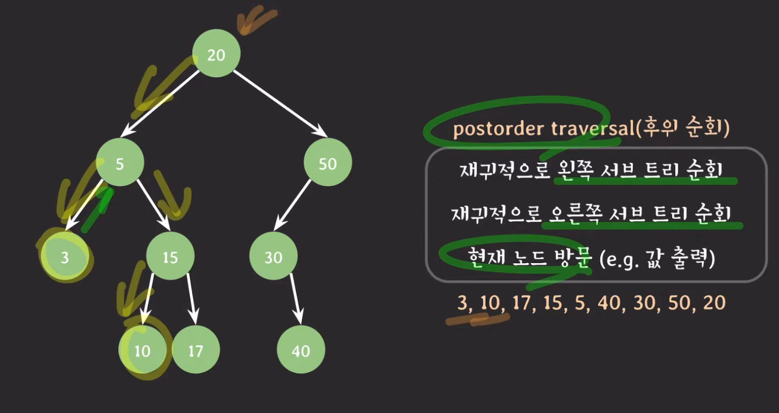 20
5
50
3
15
30
10
17
40
postorder traversal(후위 순회)
재귀적으로 왼쪽 서브 트리 순회
재귀적으로 오른쪽 서브 트리 순회
현재 노드 방문 (e.g. 값 출력)
3, 10, 17, 15, 5, 40, 30, 50, 20